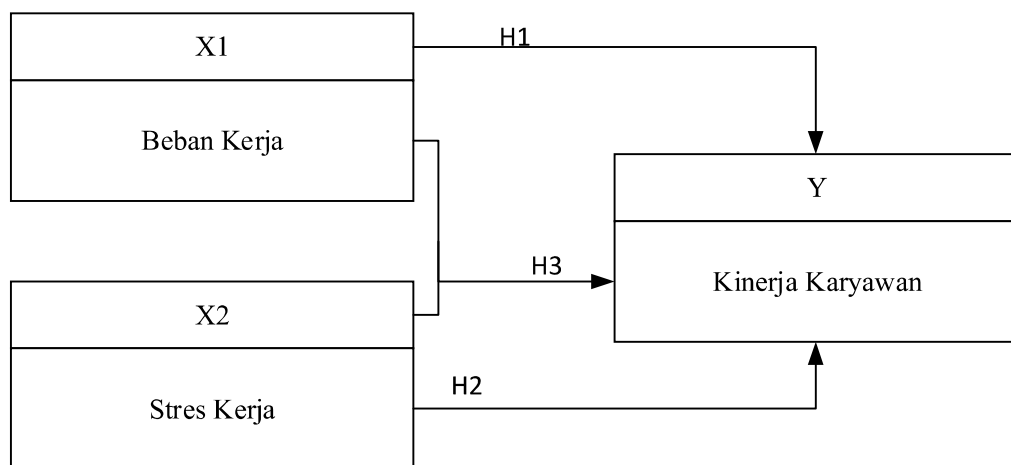 X1
H1
Beban Kerja
Y
H3
Kinerja Karyawan
X2
H2
Stres Kerja